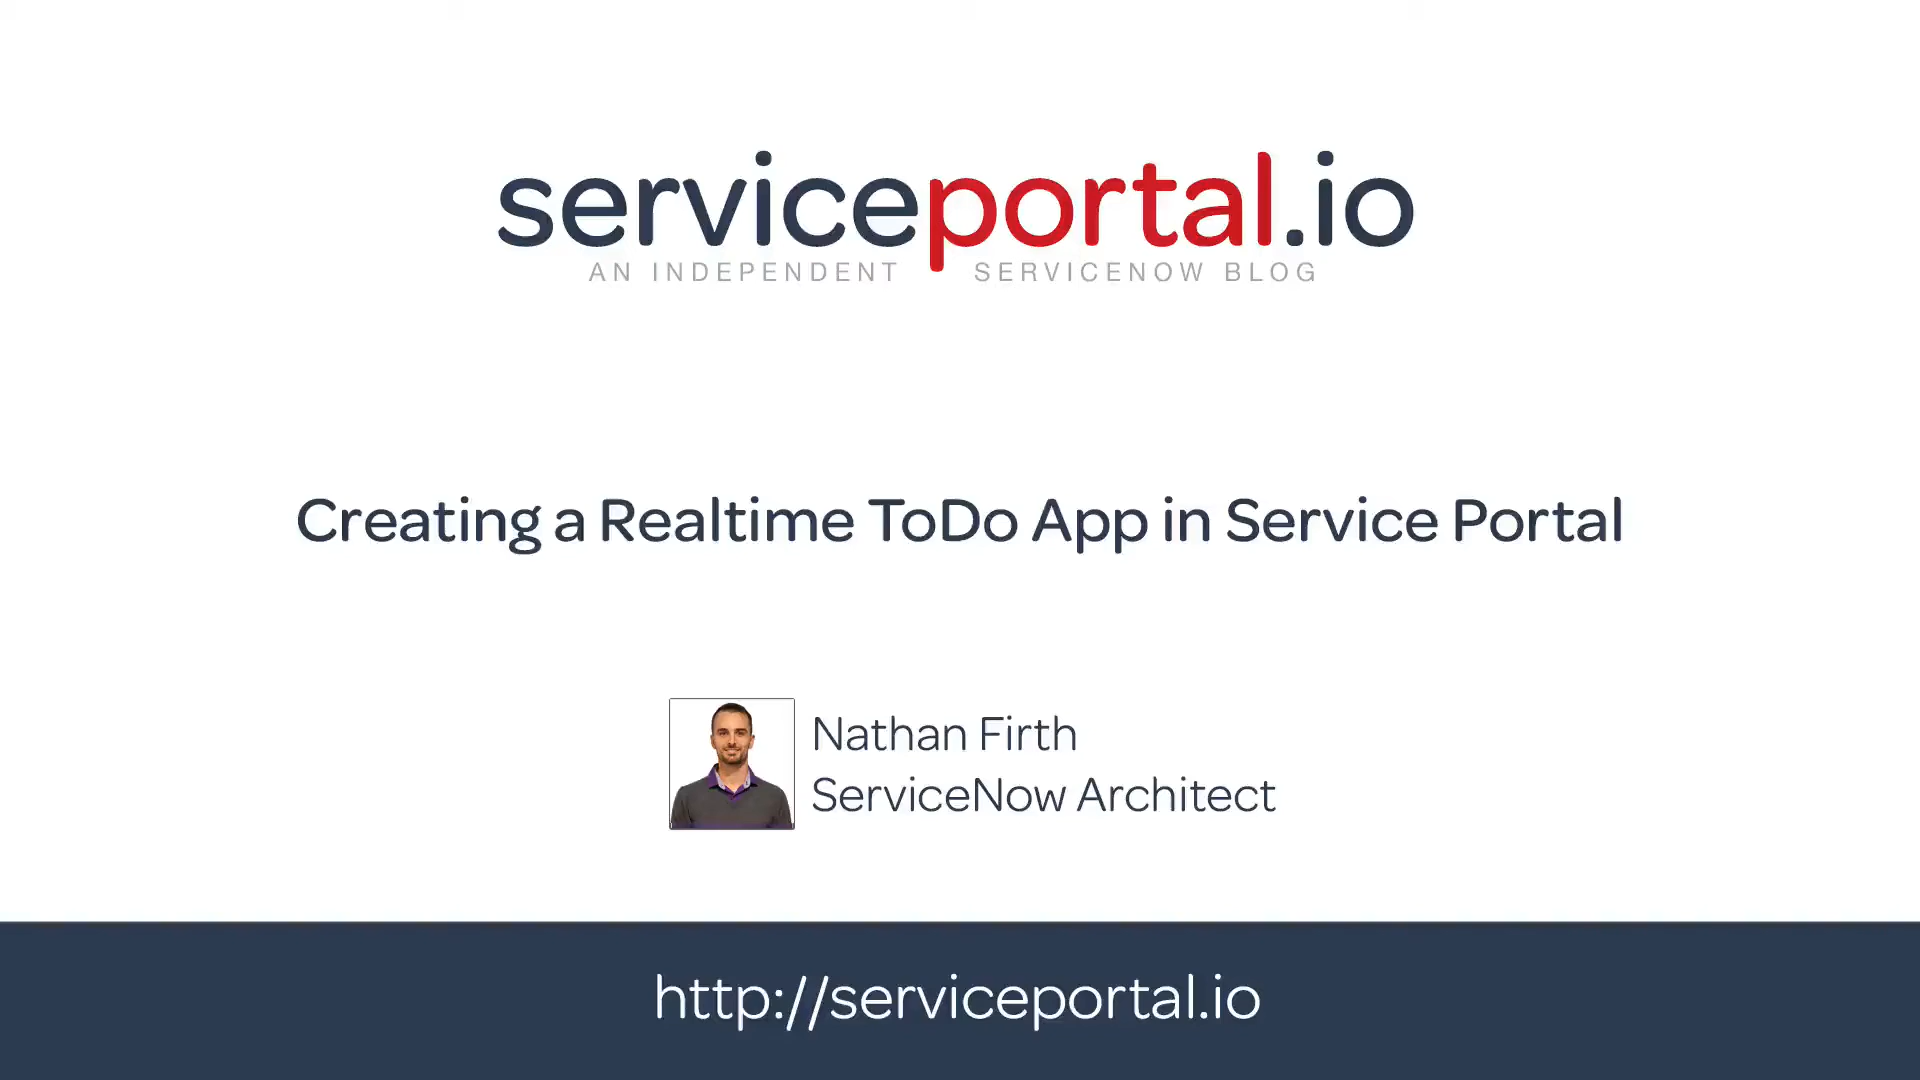 serviceportal.io
AN INDEPENDENT SERVICENOW BLOG
Creating a Realtime ToDo App in Service Portal
Nathan Firth
ServiceNow Architect
http://serviceportal.io